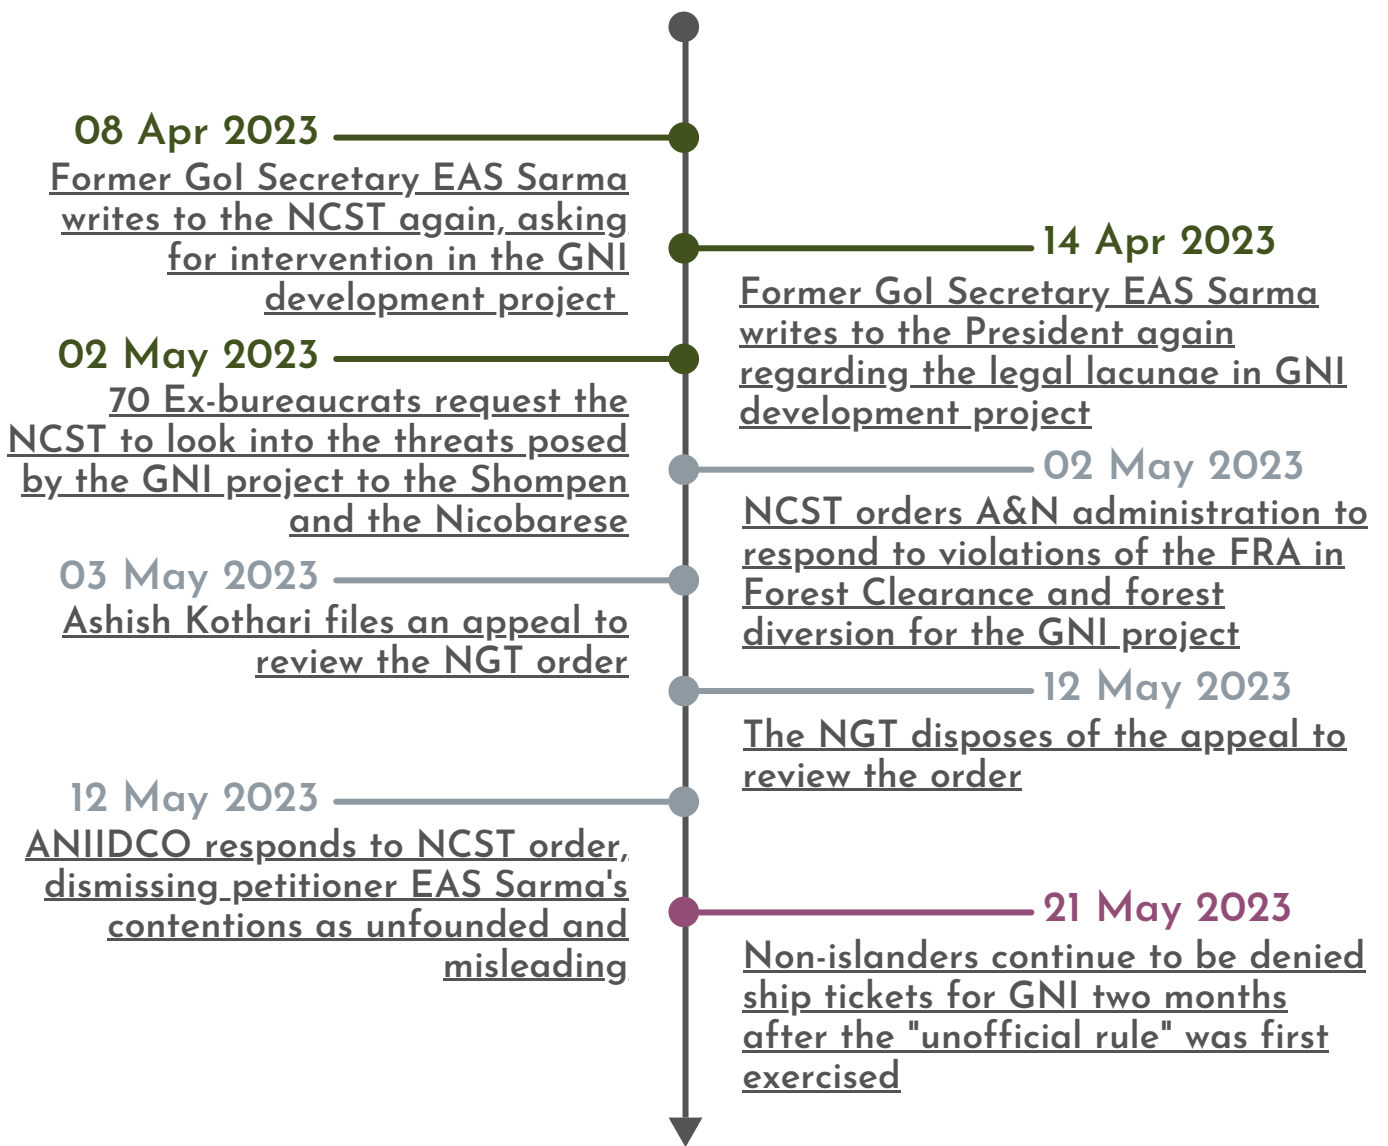 08 Apr 2023
Former GoI Secretary EAS Sarma
writes to the NCST again, asking
for intervention in the GNI
development project
14 Apr 2023
Former GoI Secretary EAS Sarma
writes to the President again
regarding the legal lacunae in GNI
development project
02 May 2023
70 Ex-bureaucrats request the
NCST to look into the threats posed
by the GNI project to the Shompen
and the Nicobarese
02 May 2023
NCST orders A&N administration to
respond to violations of the FRA in
Forest Clearance and forest
diversion for the GNI project
03 May 2023
Ashish Kothari files an appeal to
review the NGT order
12 May 2023
The NGT disposes of the appeal to
review the order
12 May 2023
ANIIDCO responds to NCST order,
dismissing petitioner EAS Sarma's
contentions as unfounded and
misleading
21 May 2023
Non-islanders continue to be denied
ship tickets for GNI two months
after the "unofficial rule" was first
exercised